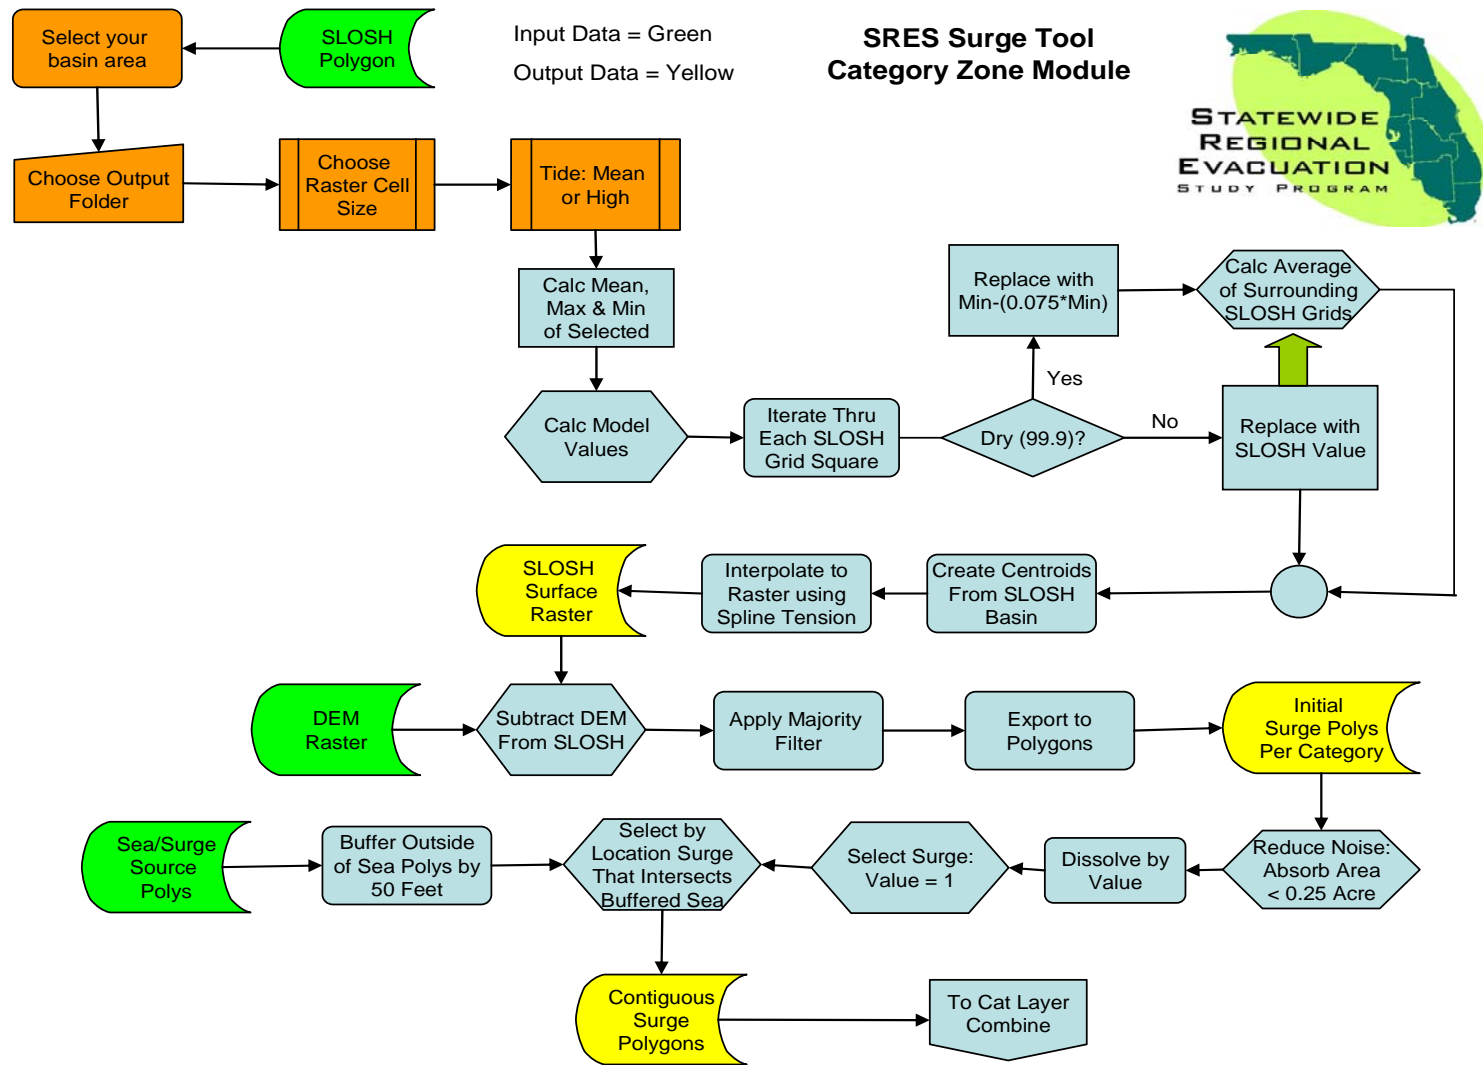 Select your
basin area
SLOSH
Polygon
Input Data = Green
Output Data = Yellow
SRES Surge Tool
Category Zone Module
STATEWIDE
REGIONAL
EVACUATION
STUDY PROGRAM
Choose Output
Folder
Choose
Raster Cell
Size
Tide: Mean
or High
Calc Mean,
Max & Min
of Selected
Replace with
Min-(0.075*Min)
Calc Average
of Surrounding
SLOSH Grids
Yes
Calc Model
Values
Iterate Thru
Each SLOSH
Grid Square
Dry (99.9)?
No
Replace with
SLOSH Value
SLOSH
Surface
Raster
Interpolate to
Raster using
Spline Tension
Create Centroids
From SLOSH
Basin
DEM
Raster
Subtract DEM
From SLOSH
Apply Majority
Filter
Export to
Polygons
Initial
Surge Polys
Per Category
Sea/Surge
Source
Polys
Buffer Outside
of Sea Polys by
50 Feet
Select by
Location Surge
That Intersects
Buffered Sea
Select Surge:
Value = 1
Dissolve by
Value
Reduce Noise:
Absorb Area
< 0.25 Acre
Contiguous
Surge
Polygons
To Cat Layer
Combine